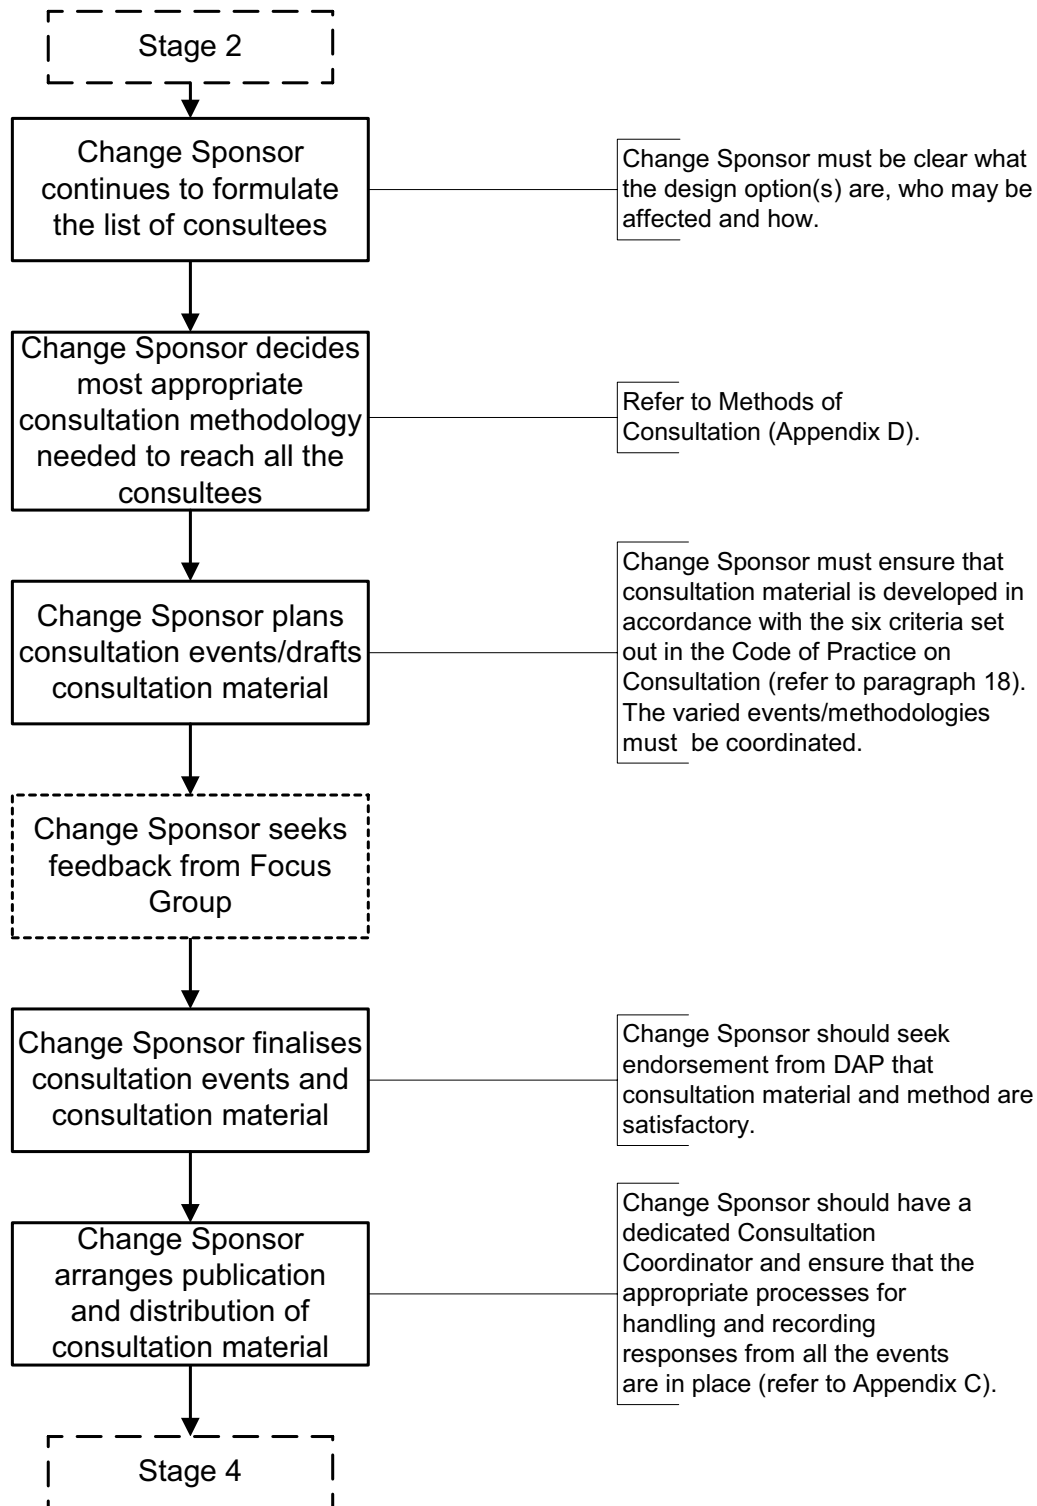 Stage 2
Change Sponsor
continues to formulate
the list of consultees
Change Sponsor must be clear what
the design option(s) are, who may be
affected and how.
Change Sponsor decides
most appropriate
consultation methodology
needed to reach all the
consultees
Refer to Methods of
Consultation (Appendix D).
Change Sponsor plans
consultation events/drafts
consultation material
Change Sponsor must ensure that
consultation material is developed in
accordance with the six criteria set
out in the Code of Practice on
Consultation (refer to paragraph 18).
The varied events/methodologies
must  be coordinated.
Change Sponsor seeks
feedback from Focus
Group
Change Sponsor finalises
consultation events and
consultation material
Change Sponsor should seek
endorsement from DAP that
consultation material and method are
satisfactory.
Change Sponsor
arranges publication
and distribution of
consultation material
Change Sponsor should have a
dedicated Consultation
Coordinator and ensure that the
appropriate processes for
handling and recording
responses from all the events
are in place (refer to Appendix C).
Stage 4